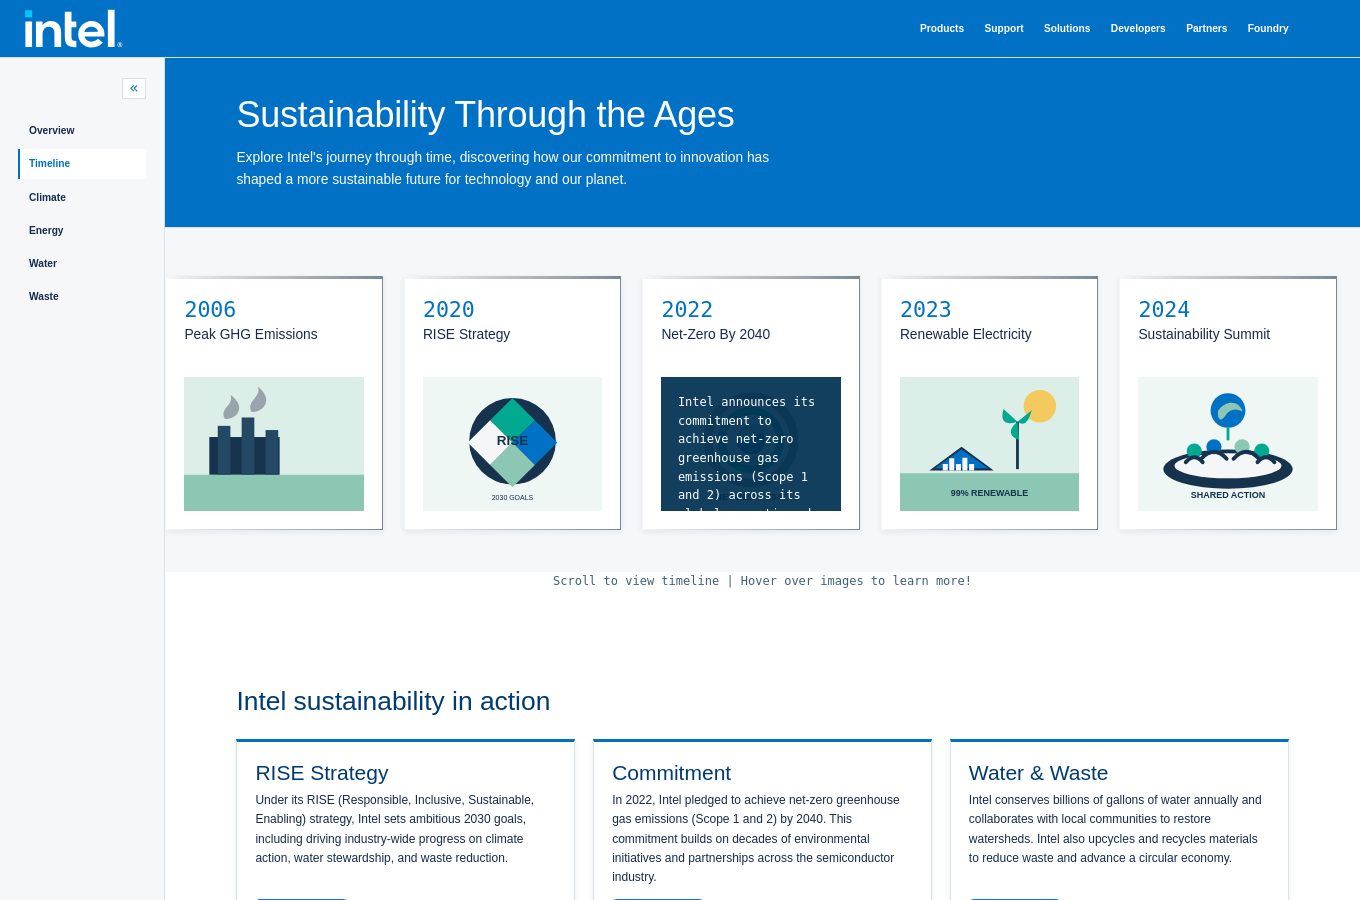 intel®
Products Support Solutions Developers Partners Foundry
«
Overview
Timeline
Climate
Energy
Water
Waste
Sustainability Through the Ages
Explore Intel's journey through time, discovering how our commitment to innovation has
shaped a more sustainable future for technology and our planet.
2006
Peak GHG Emissions
2020
RISE Strategy
RISE
2030 GOALS
2022
Net-Zero By 2040
Intel announces its
commitment to
achieve net-zero
greenhouse gas
emissions (Scope 1
and 2) across its
2023
Renewable Electricity
99% RENEWABLE
2024
Sustainability Summit
SHARED ACTION
Scroll to view timeline | Hover over images to learn more!
Intel sustainability in action
RISE Strategy
Under its RISE (Responsible, Inclusive, Sustainable,
Enabling) strategy, Intel sets ambitious 2030 goals,
including driving industry-wide progress on climate
action, water stewardship, and waste reduction.
Commitment
In 2022, Intel pledged to achieve net-zero greenhouse
gas emissions (Scope 1 and 2) by 2040. This
commitment builds on decades of environmental
initiatives and partnerships across the semiconductor
industry.
Water & Waste
Intel conserves billions of gallons of water annually and
collaborates with local communities to restore
watersheds. Intel also upcycles and recycles materials
to reduce waste and advance a circular economy.